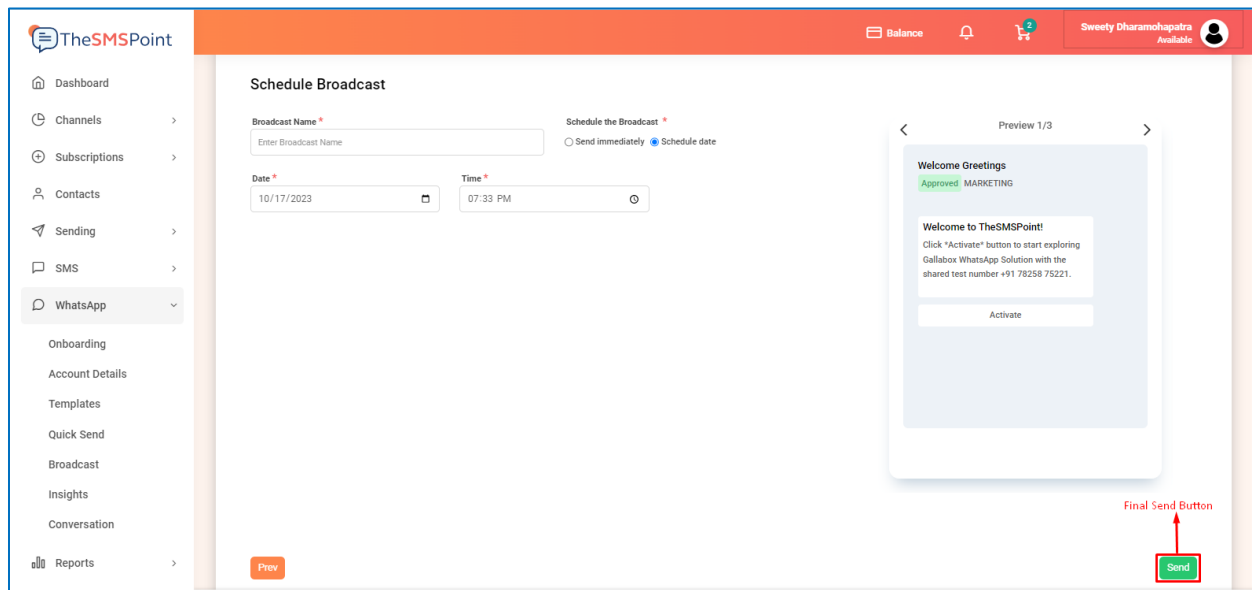 TheSMSPoint
Balance
2
Sweety Dharamohapatra
Available
Dashboard
Channels
Subscriptions
Contacts
Sending
SMS
WhatsApp
Onboarding
Account Details
Templates
Quick Send
Broadcast
Insights
Conversation
Reports
Schedule Broadcast
Broadcast Name *
Enter Broadcast Name
Schedule the Broadcast *
Send immediately Schedule date
Date *
10/17/2023
Time *
07:33 PM
Preview 1/3
Welcome Greetings
Approved MARKETING
Welcome to TheSMSPoint!
Click *Activate* button to start exploring
Gallabox WhatsApp Solution with the
shared test number +91 78258 75221.
Activate
Final Send Button
Prev
Send